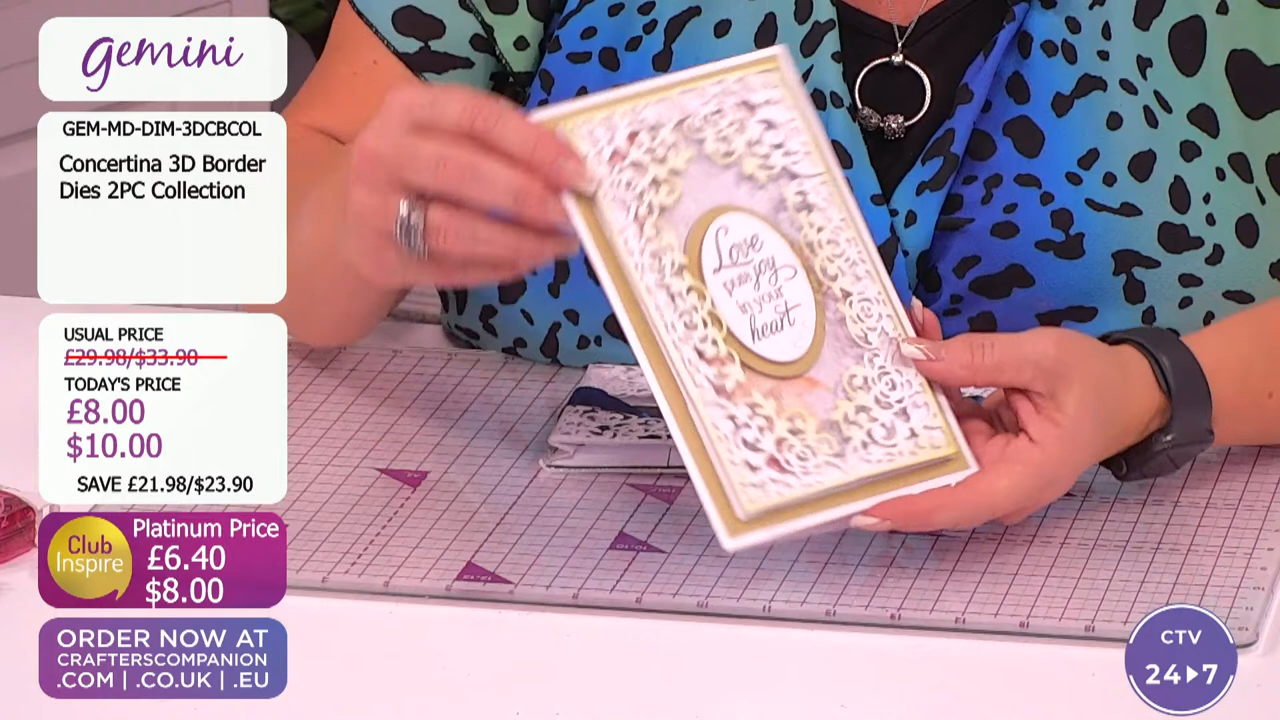 gemini
GEM-MD-DIM-3DCBCOL
Concertina 3D Border
Dies 2PC Collection
USUAL PRICE
£29.98/$33.90
TODAY'S PRICE
£8.00
$10.00
SAVE £21.98/$23.90
Club
Inspire
Platinum Price
£6.40
$8.00
ORDER NOW AT
CRAFTERSCOMPANION
.COM | .CO.UK | .EU
Love
puts joy
in your
heart
CTV
24▶7